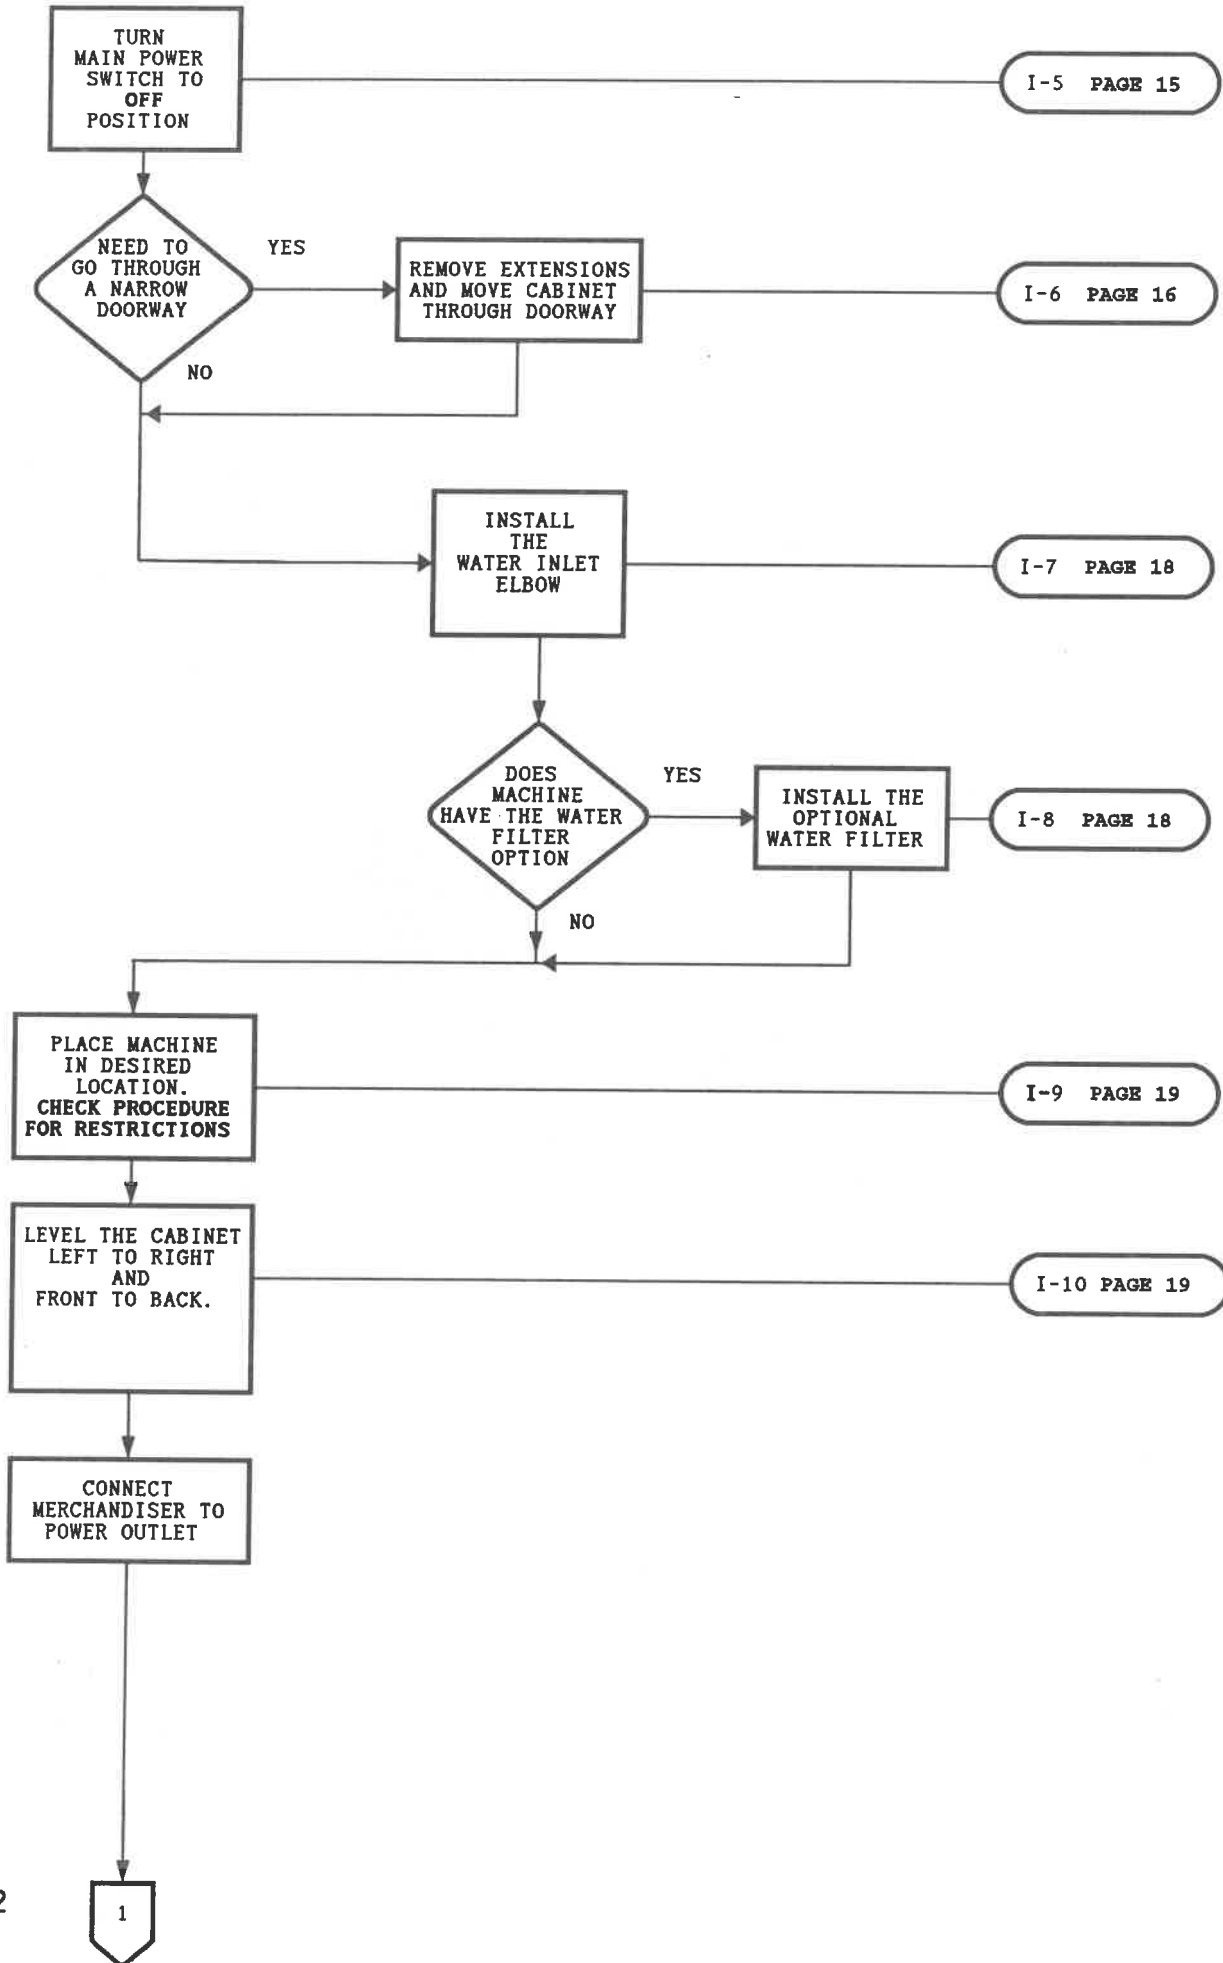 TURN
MAIN POWER
SWITCH TO
OFF
POSITION
I-5 PAGE 15
NEED TO
GO THROUGH
A NARROW
DOORWAY
YES
REMOVE EXTENSIONS
AND MOVE CABINET
THROUGH DOORWAY
I-6 PAGE 16
NO
INSTALL
THE
WATER INLET
ELBOW
I-7 PAGE 18
DOES
MACHINE
HAVE THE WATER
FILTER
OPTION
YES
INSTALL THE
OPTIONAL
WATER FILTER
I-8 PAGE 18
NO
PLACE MACHINE
IN DESIRED
LOCATION.
CHECK PROCEDURE
FOR RESTRICTIONS
I-9 PAGE 19
LEVEL THE CABINET
LEFT TO RIGHT
AND
FRONT TO BACK.
I-10 PAGE 19
CONNECT
MERCHANDISER TO
POWER OUTLET
2
1